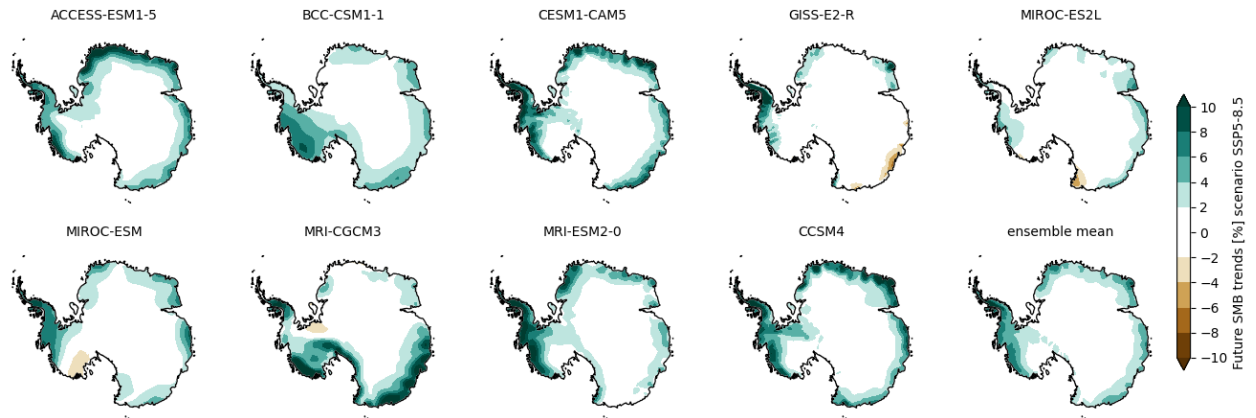 ACCESS-ESM1-5
BCC-CSM1-1
CESM1-CAM5
GISS-E2-R
MIROC-ES2L
MIROC-ESM
MRI-CGCM3
MRI-ESM2-0
CCSM4
ensemble mean
10
8
6
4
2
0
−2
−4
−6
−8
−10
Future SMB trends [%] scenario SSP5-8.5